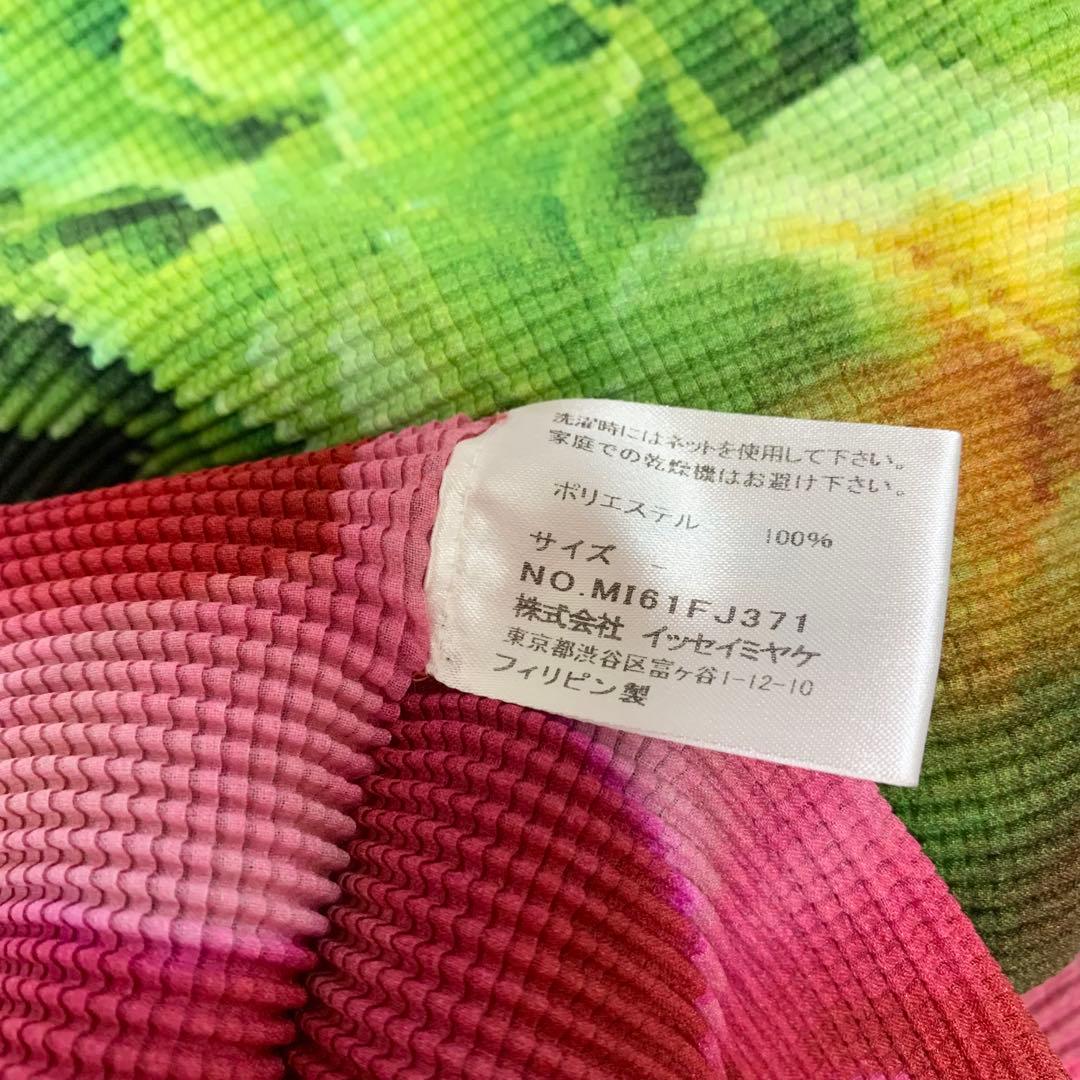 洗濯時にはネットを使用して下さい。
家庭での乾燥機はお避け下さい。
ポリエステル 100%
サイズ -
NO.MI61FJ371
株式会社 イッセイミヤケ
東京都渋谷区富ヶ谷1-12-10
フィリピン製